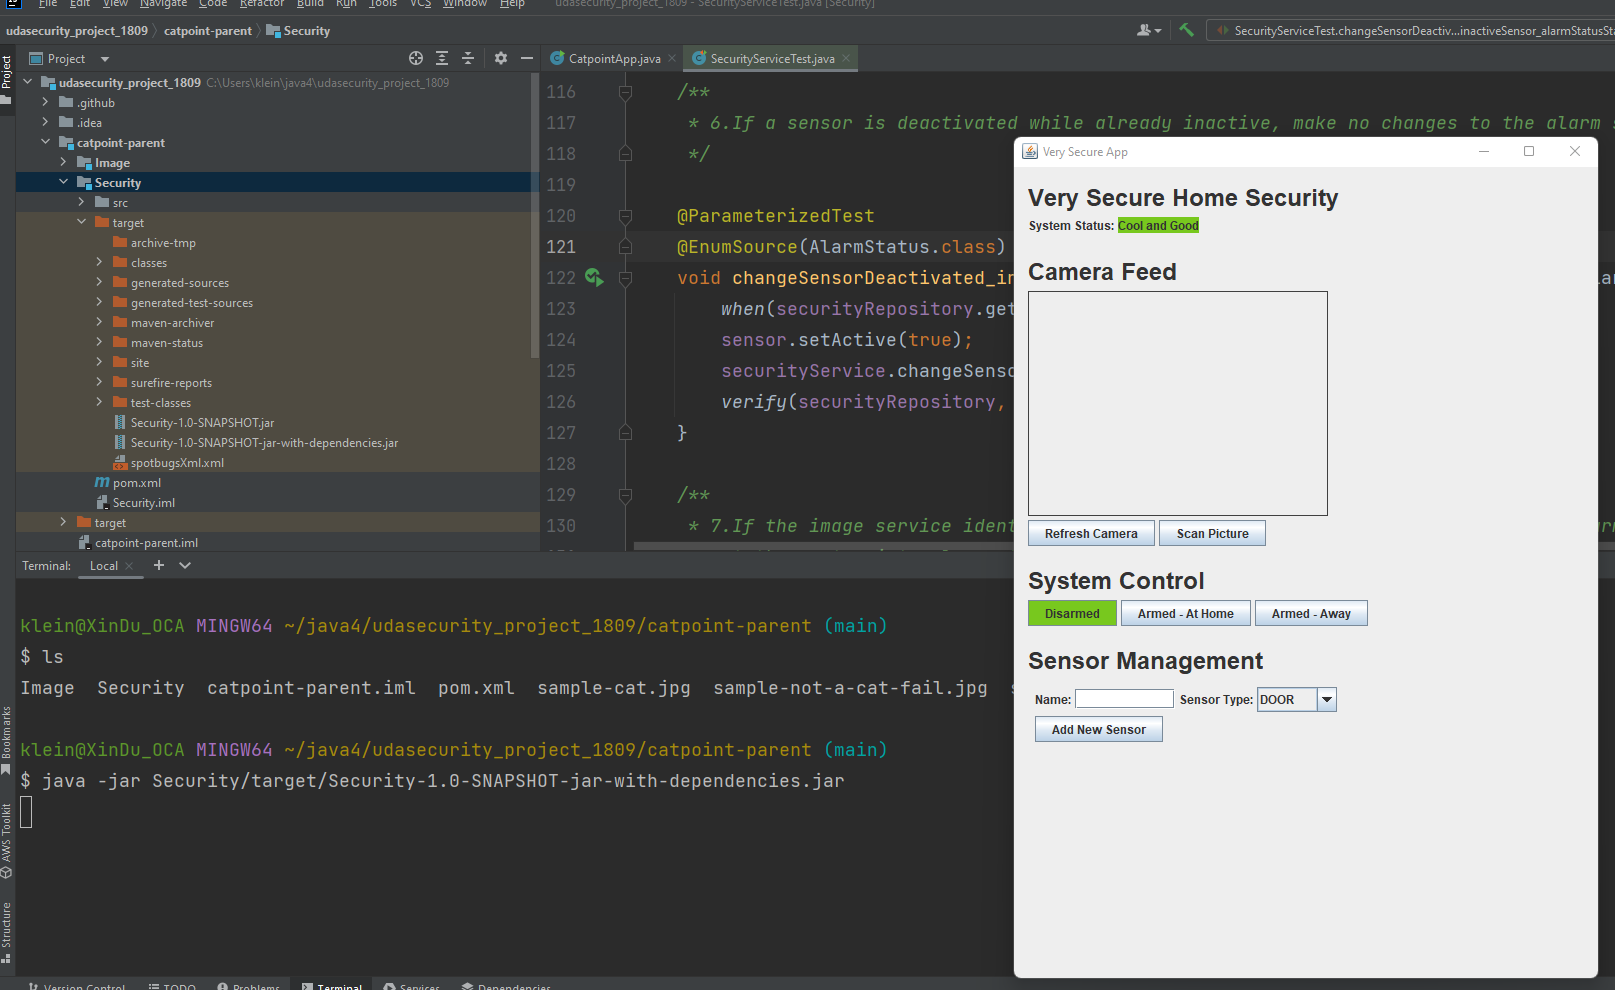 File Edit View Navigate Code Refactor Build Run Tools VCS Window Help udasecurity_project_1809 - SecurityServiceTest.java [Security]
udasecurity_project_1809 catpoint-parent Security
SecurityServiceTest.changeSensorDeactiv...inactiveSensor_alarmStatusSt
Project
Project
CatpointApp.java
SecurityServiceTest.java
udasecurity_project_1809 C:\Users\klein\java4\udasecurity_project_1809
.github
.idea
catpoint-parent
Image
Security
src
target
archive-tmp
classes
generated-sources
generated-test-sources
maven-archiver
maven-status
site
surefire-reports
test-classes
Security-1.0-SNAPSHOT.jar
Security-1.0-SNAPSHOT-jar-with-dependencies.jar
spotbugsXml.xml
pom.xml
Security.iml
target
catpoint-parent.iml
116 /**
117 * 6.If a sensor is deactivated while already inactive, make no changes to the alarm s
118 */
119
120 @ParameterizedTest
121 @EnumSource(AlarmStatus.class)
122 void changeSensorDeactivated_in
123 when(securityRepository.get
124 sensor.setActive(true);
125 securityService.changeSenso
126 verify(securityRepository,
127 }
128
129 /**
130 * 7.If the image service ident
Very Secure App
Very Secure Home Security
System Status: Cool and Good
Camera Feed
Refresh Camera Scan Picture
System Control
Disarmed Armed - At Home Armed - Away
Sensor Management
Name: Sensor Type: DOOR
Add New Sensor
Terminal: Local
klein@XinDu_OCA MINGW64 ~/java4/udasecurity_project_1809/catpoint-parent (main)
$ ls
Image Security catpoint-parent.iml pom.xml sample-cat.jpg sample-not-a-cat-fail.jpg
klein@XinDu_OCA MINGW64 ~/java4/udasecurity_project_1809/catpoint-parent (main)
$ java -jar Security/target/Security-1.0-SNAPSHOT-jar-with-dependencies.jar
Bookmarks
AWS Toolkit
Structure
Version Control TODO Problems Terminal Services Dependencies